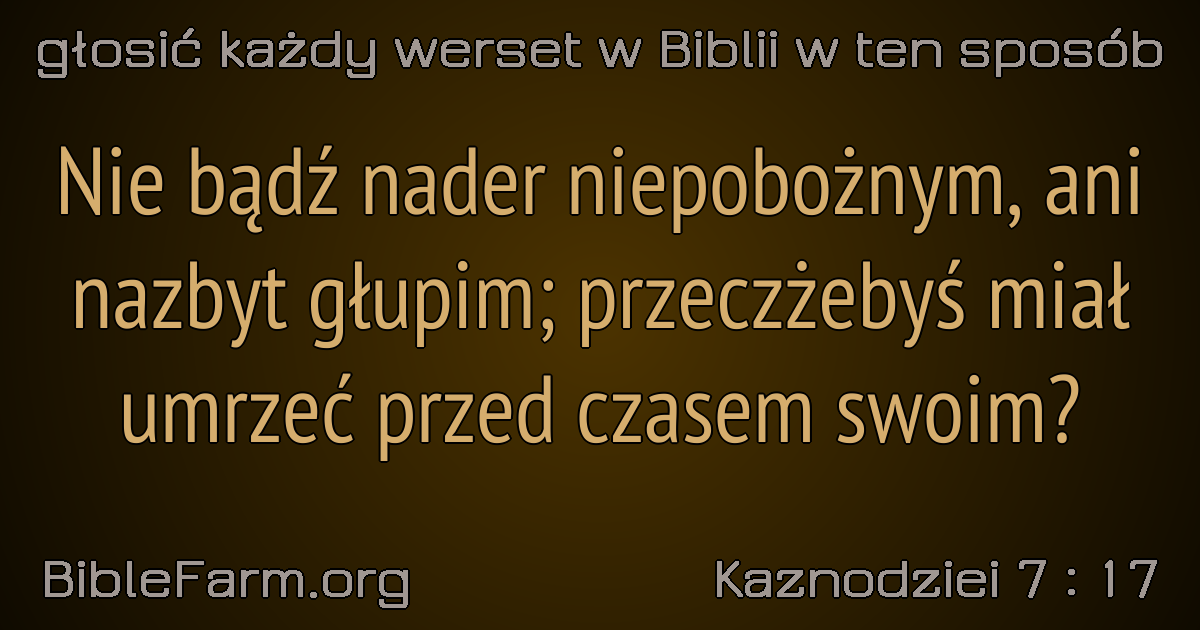 głosić każdy werset w Biblii w ten sposób
Nie bądź nader niepobożnym, ani
nazbyt głupim; przeczżebyś miał
umrzeć przed czasem swoim?
BibleFarm.org
Kaznodziei 7 : 17